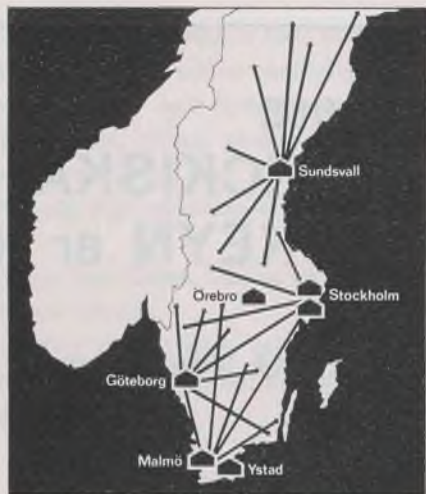 Sundsvall
Örebro
Stockholm
Göteborg
Malmö
Ystad